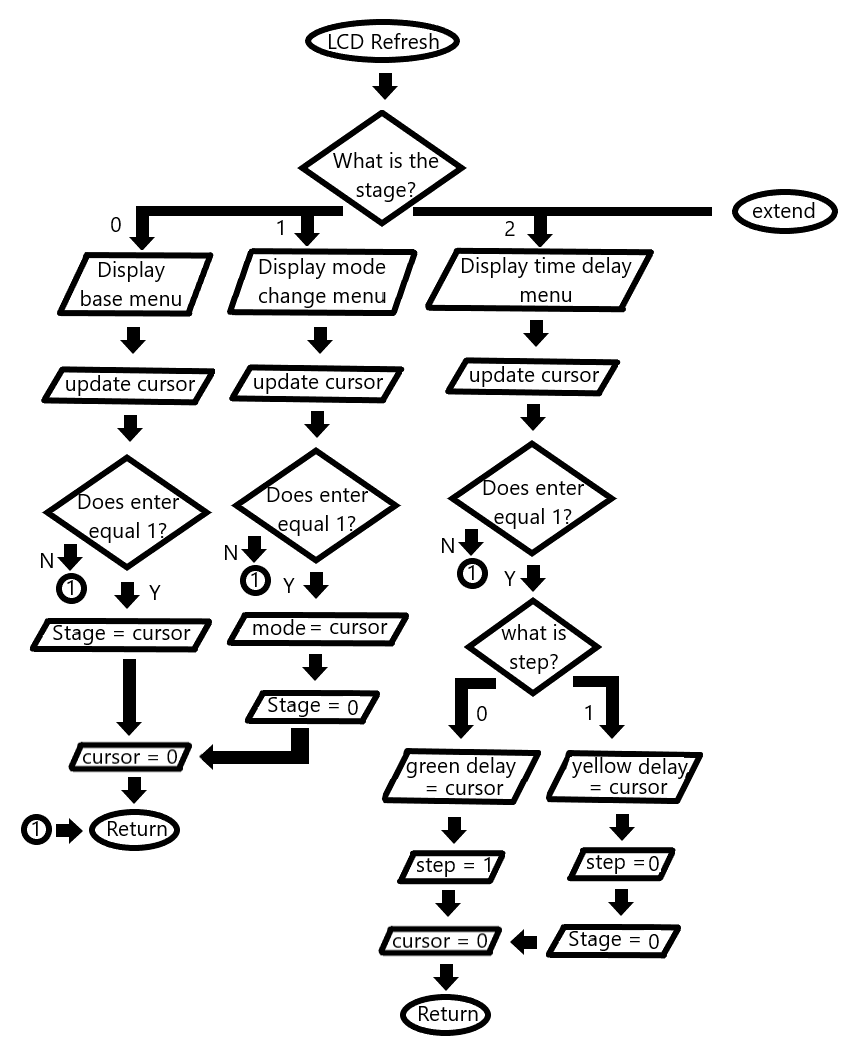 LCD Refresh
What is the
stage?
extend
0
1
2
Display
base menu
Display mode
change menu
Display time delay
menu
update cursor
update cursor
update cursor
Does enter
equal 1?
Does enter
equal 1?
Does enter
equal 1?
N
1
Y
N
1
Y
N
1
Y
Stage = cursor
mode = cursor
what is
step?
Stage = 0
0
1
cursor = 0
green delay
= cursor
yellow delay
= cursor
1
Return
step = 1
step =0
cursor = 0
Stage = 0
Return